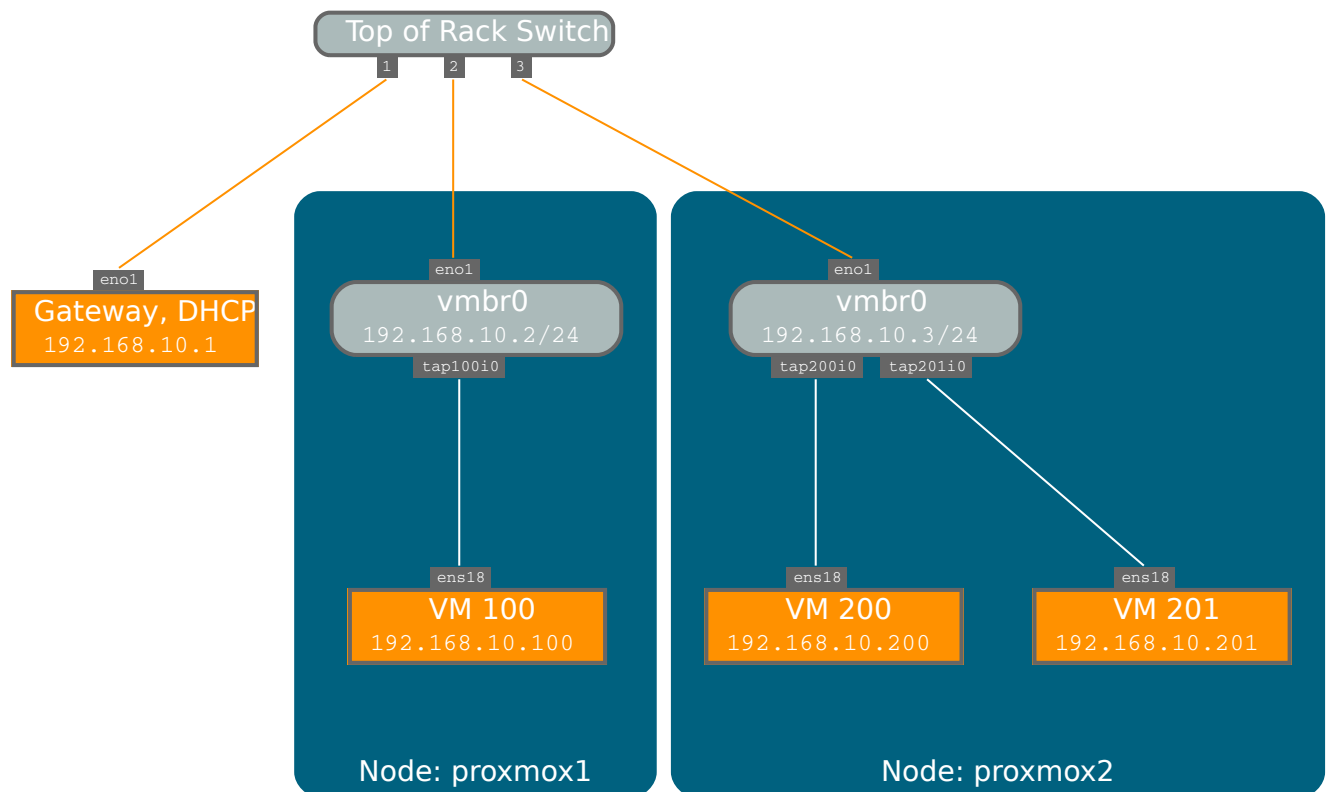 Top of Rack Switch
1 2 3
eno1
Gateway, DHCP
192.168.10.1
eno1
vmbr0
192.168.10.2/24
tap100i0
ens18
VM 100
192.168.10.100
Node: proxmox1
eno1
vmbr0
192.168.10.3/24
tap200i0 tap201i0
ens18
VM 200
192.168.10.200
ens18
VM 201
192.168.10.201
Node: proxmox2